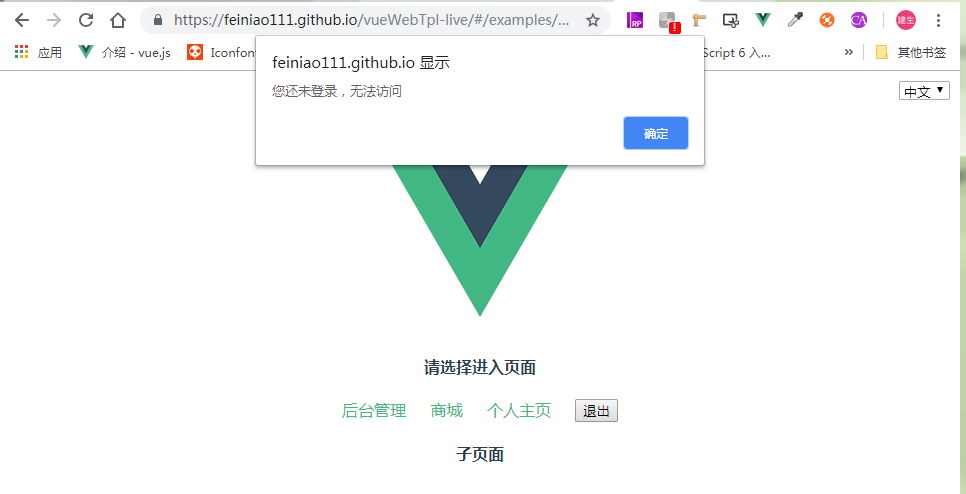 https://feiniao111.github.io/vueWebTpl-live/#/examples/...
RP
CA
建生
应用
介绍 - vue.js
Iconfon
Script 6 入...
»
其他书签
feiniao111.github.io 显示
您还未登录，无法访问
确定
中文
请选择进入页面
后台管理 商城 个人主页 退出
子页面